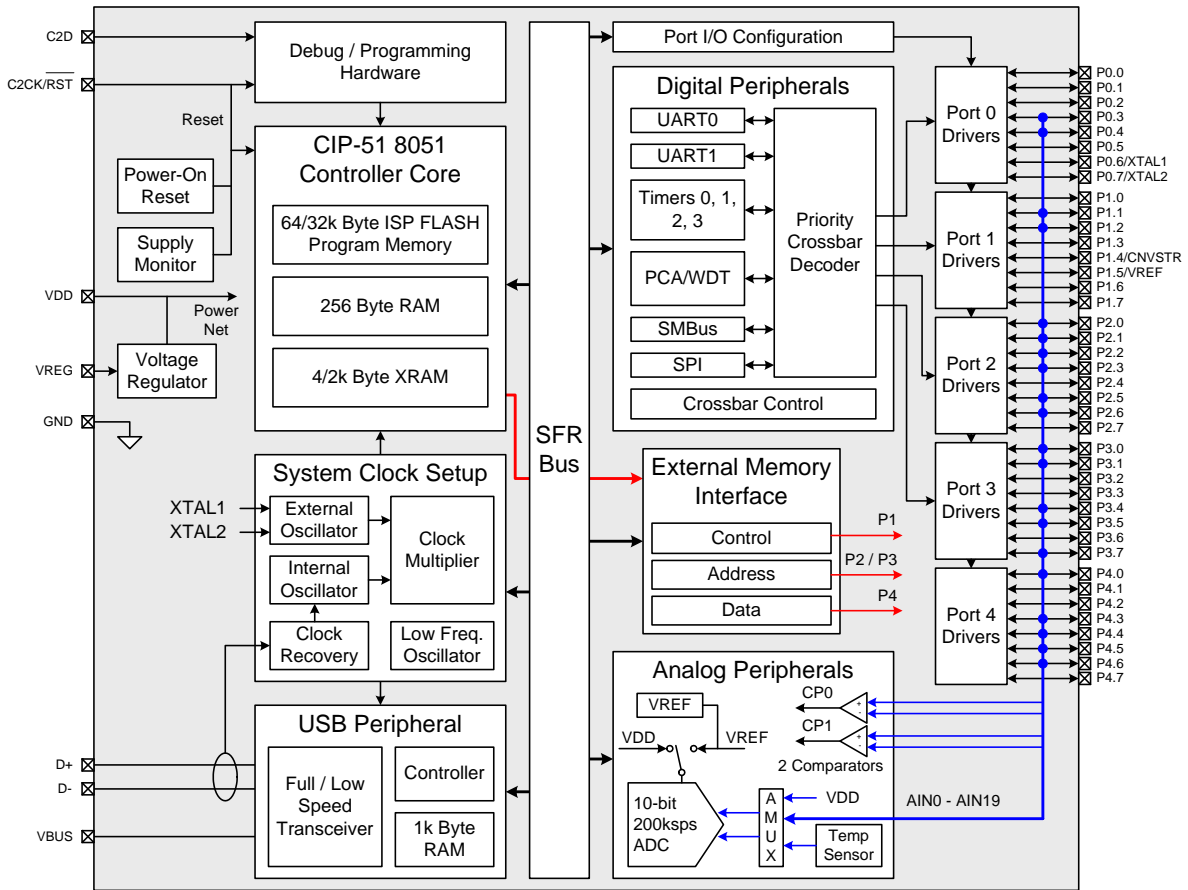 C2D
C2CK/RST
VDD
VREG
GND
D+
D-
VBUS
Debug / Programming
Hardware
Reset
Power-On
Reset
Supply
Monitor
Power
Net
Voltage
Regulator
CIP-51 8051
Controller Core
64/32k Byte ISP FLASH
Program Memory
256 Byte RAM
4/2k Byte XRAM
System Clock Setup
XTAL1
XTAL2
External
Oscillator
Internal
Oscillator
Clock
Recovery
Clock
Multiplier
Low Freq.
Oscillator
USB Peripheral
Full / Low
Speed
Transceiver
Controller
1k Byte
RAM
SFR
Bus
Port I/O Configuration
Digital Peripherals
UART0
UART1
Timers 0, 1,
2, 3
PCA/WDT
SMBus
SPI
Priority
Crossbar
Decoder
Crossbar Control
External Memory
Interface
Control
Address
Data
P1
P2 / P3
P4
Analog Peripherals
VREF
VDD
VREF
CP0
+
-
CP1
+
-
2 Comparators
10-bit
200ksps
ADC
A
M
U
X
VDD
Temp
Sensor
AIN0 - AIN19
Port 0
Drivers
Port 1
Drivers
Port 2
Drivers
Port 3
Drivers
Port 4
Drivers
P0.0
P0.1
P0.2
P0.3
P0.4
P0.5
P0.6/XTAL1
P0.7/XTAL2
P1.0
P1.1
P1.2
P1.3
P1.4/CNVSTR
P1.5/VREF
P1.6
P1.7
P2.0
P2.1
P2.2
P2.3
P2.4
P2.5
P2.6
P2.7
P3.0
P3.1
P3.2
P3.3
P3.4
P3.5
P3.6
P3.7
P4.0
P4.1
P4.2
P4.3
P4.4
P4.5
P4.6
P4.7